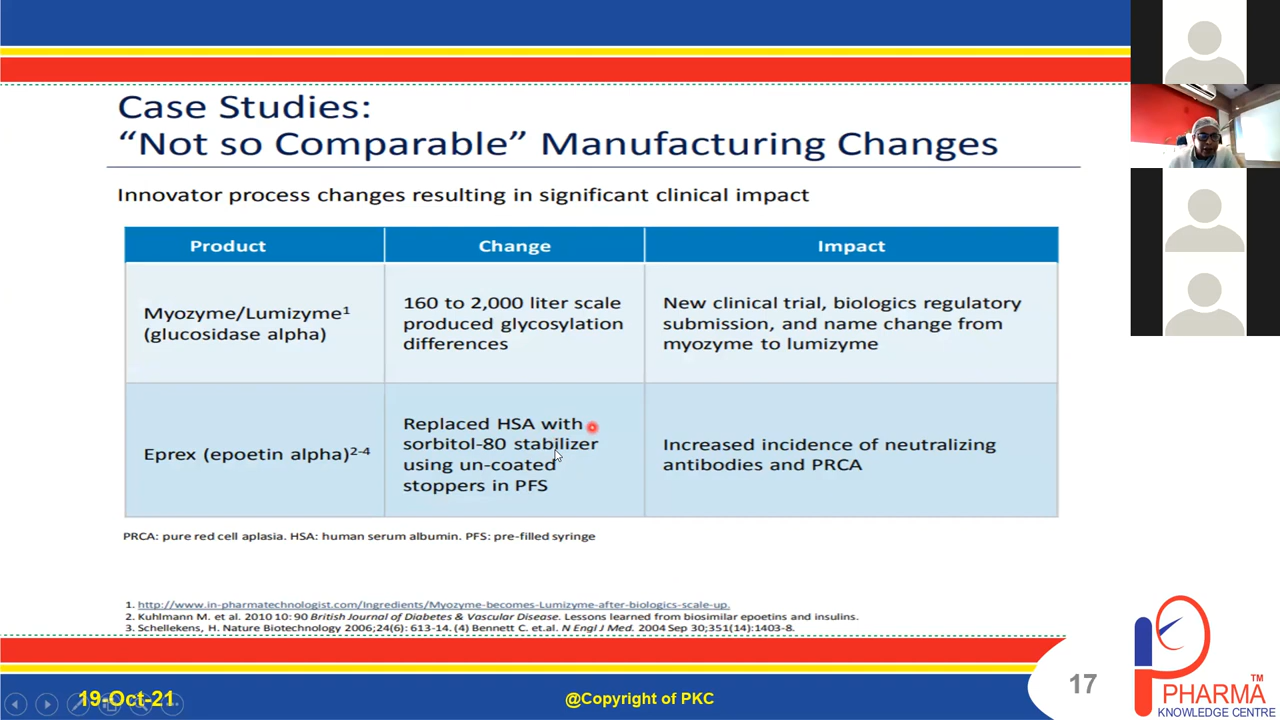 Case Studies:
“Not so Comparable” Manufacturing Changes
Innovator process changes resulting in significant clinical impact
Product
Change
Impact
Myozyme/Lumizyme1
(glucosidase alpha)
160 to 2,000 liter scale
produced glycosylation
differences
New clinical trial, biologics regulatory
submission, and name change from
myozyme to lumizyme
Eprex (epoetin alpha)2-4
Replaced HSA with
sorbitol-80 stabilizer
using un-coated
stoppers in PFS
Increased incidence of neutralizing
antibodies and PRCA
PRCA: pure red cell aplasia. HSA: human serum albumin. PFS: pre-filled syringe
1. http://www.in-pharmatechnologist.com/Ingredients/Myozyme-becomes-Lumizyme-after-biologics-scale-up.
2. Kuhlmann M. et al. 2010 10: 90 British Journal of Diabetes & Vascular Disease. Lessons learned from biosimilar epoetins and insulins.
3. Schellekens, H. Nature Biotechnology 2006;24(6): 613-14. (4) Bennett C. et.al. N Engl J Med. 2004 Sep 30;351(14):1403-8.
19-Oct-21
@Copyright of PKC
17
PHARMA™
KNOWLEDGE CENTRE